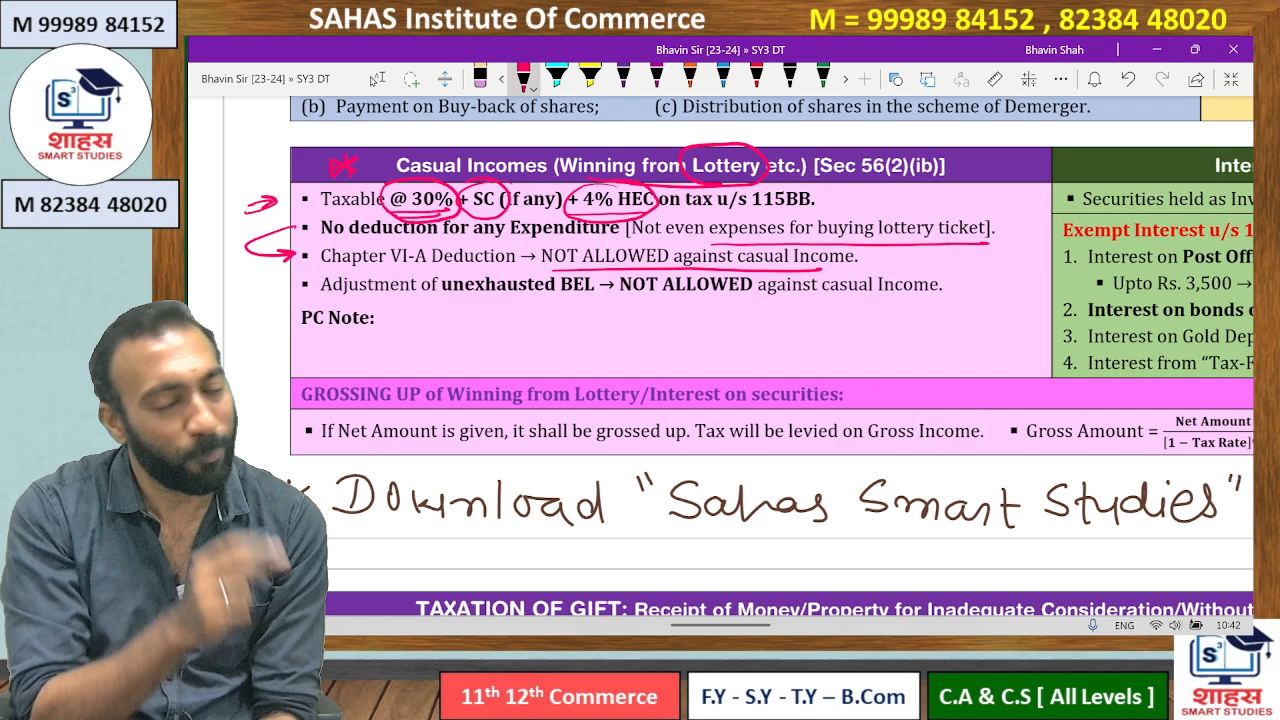 M 99989 84152
SAHAS Institute Of Commerce
M = 99989 84152 , 82384 48020
S³
शाहस
SMART STUDIES
M 82384 48020
Bhavin Sir [23-24] » SY3 DT
Bhavin Shah
Bhavin Sir [23-24] » SY3 DT
(b) Payment on Buy-back of shares; (c) Distribution of shares in the scheme of Demerger.
Casual Incomes (Winning from Lottery etc.) [Sec 56(2)(ib)]
▪ Taxable @ 30% + SC (if any) + 4% HEC on tax u/s 115BB.
▪ No deduction for any Expenditure [Not even expenses for buying lottery ticket].
▪ Chapter VI-A Deduction → NOT ALLOWED against casual Income.
▪ Adjustment of unexhausted BEL → NOT ALLOWED against casual Income.
PC Note:
Inte
▪ Securities held as Inv
Exempt Interest u/s 1
1. Interest on Post Off
▪ Upto Rs. 3,500 →
2. Interest on bonds o
3. Interest on Gold Dep
4. Interest from “Tax-F
GROSSING UP of Winning from Lottery/Interest on securities:
▪ If Net Amount is given, it shall be grossed up. Tax will be levied on Gross Income. ▪ Gross Amount = Net Amount
[1 − Tax Rate]
Download "Sahas Smart Studies"
TAXATION OF GIFT: Receipt of Money/Property for Inadequate Consideration/Without
ENG 10:42
S³
शाहस
SMART STUDIES
11th 12th Commerce
F.Y - S.Y - T.Y – B.Com
C.A & C.S [ All Levels ]